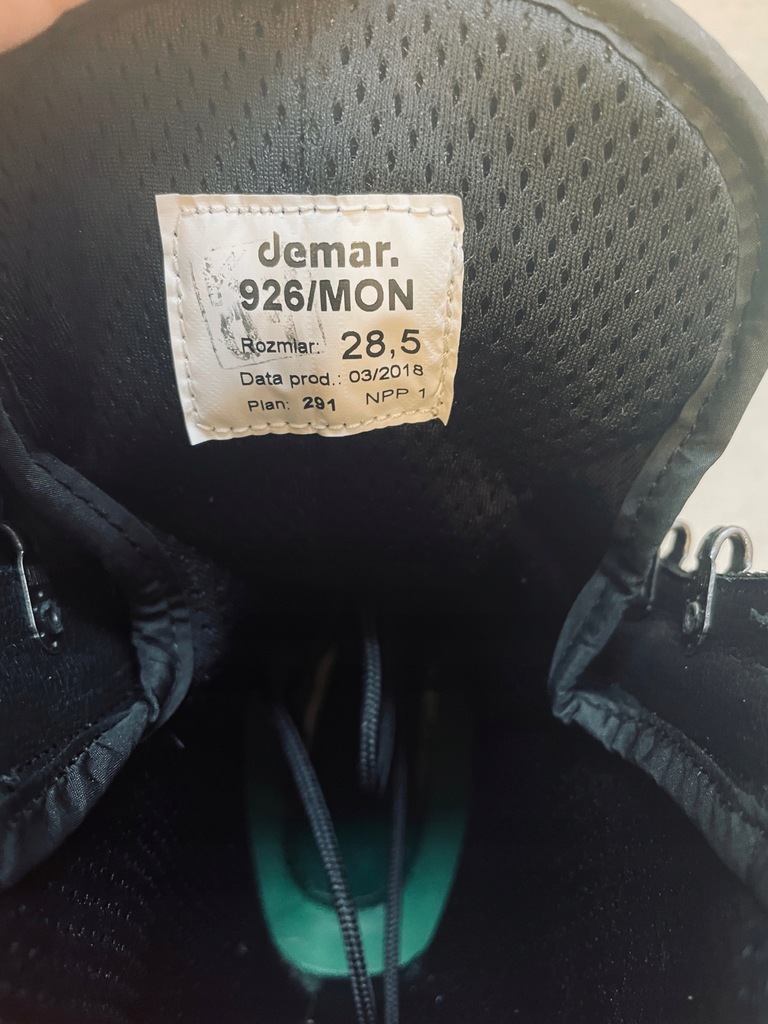 demar.
926/MON
Rozmiar: 28,5
Data prod.: 03/2018
Plan: 291 NPP 1